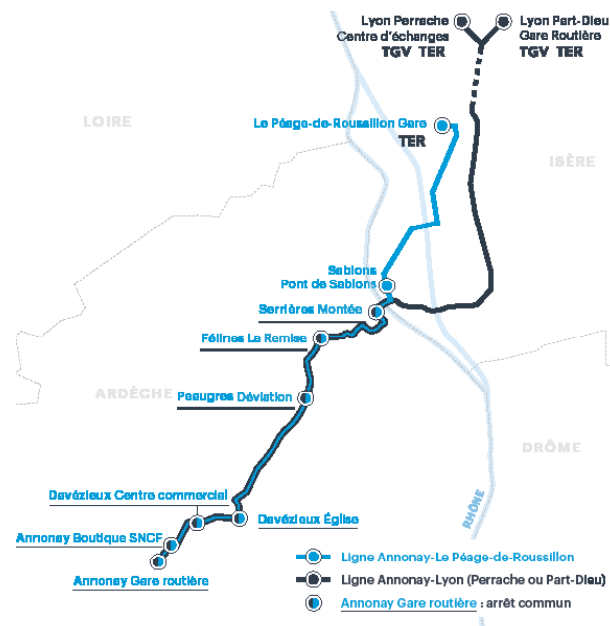 Lyon Perrache
Centre d'échanges
TGV TER
Lyon Part-Dieu
Gare Routière
TGV TER
LOIRE
Le Péage-de-Roussillon Gare
TER
ISÈRE
Sablons
Pont de Sablons
Serrières Montée
Félines La Remise
ARDÈCHE
Peaugres Déviation
DRÔME
Davézieux Centre commercial
RHÔNE
Davézieux Église
Annonay Boutique SNCF
Annonay Gare routière
Ligne Annonay-Le Péage-de-Roussillon
Ligne Annonay-Lyon (Perrache ou Part-Dieu)
Annonay Gare routière : arrêt commun